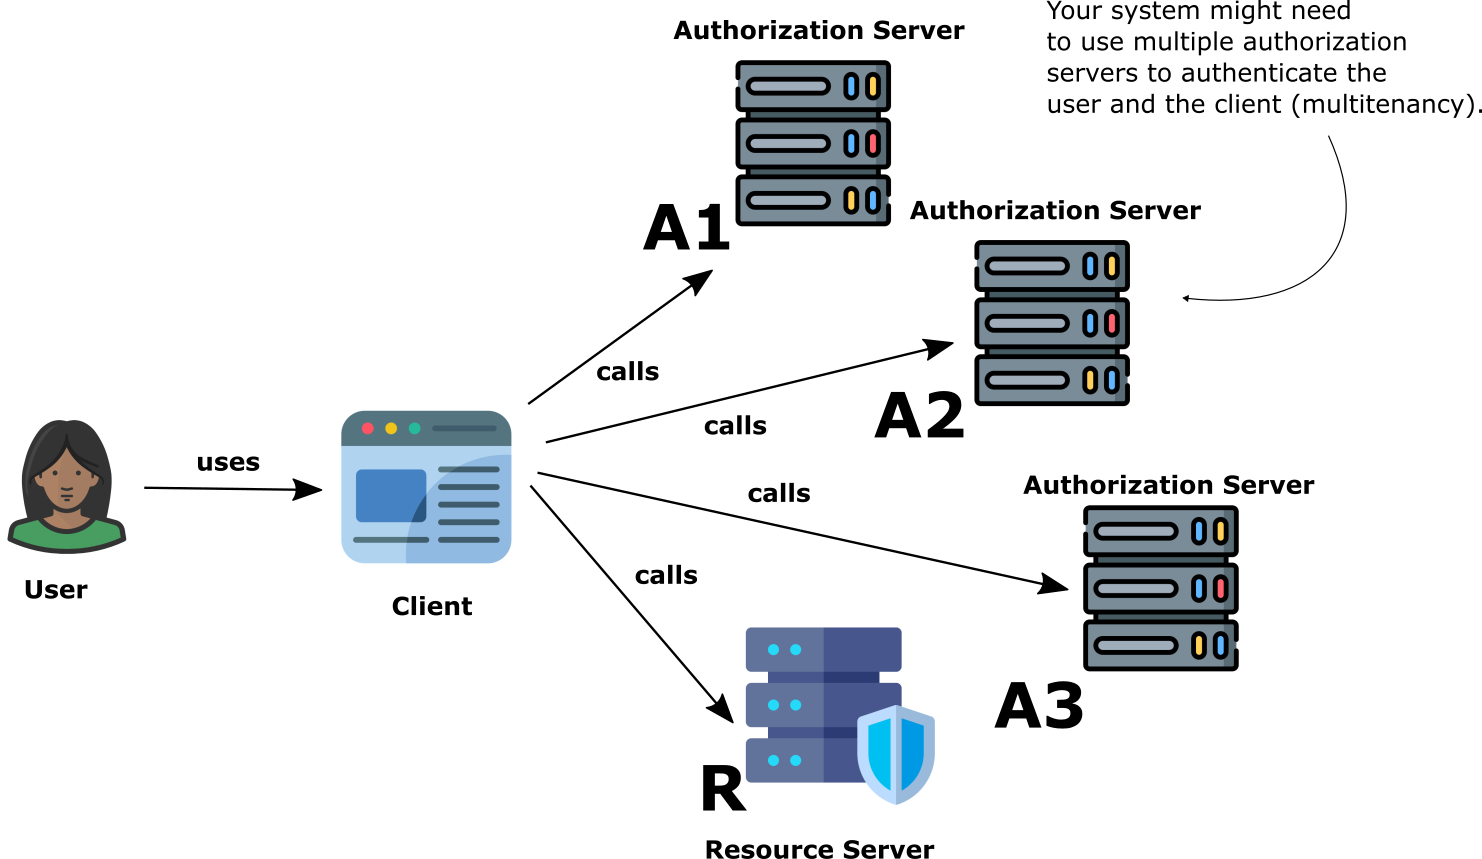 Your system might need
to use multiple authorization
servers to authenticate the
user and the client (multitenancy).
Authorization Server
A1
Authorization Server
A2
calls
calls
uses
calls
Authorization Server
calls
User
Client
A3
R
Resource Server